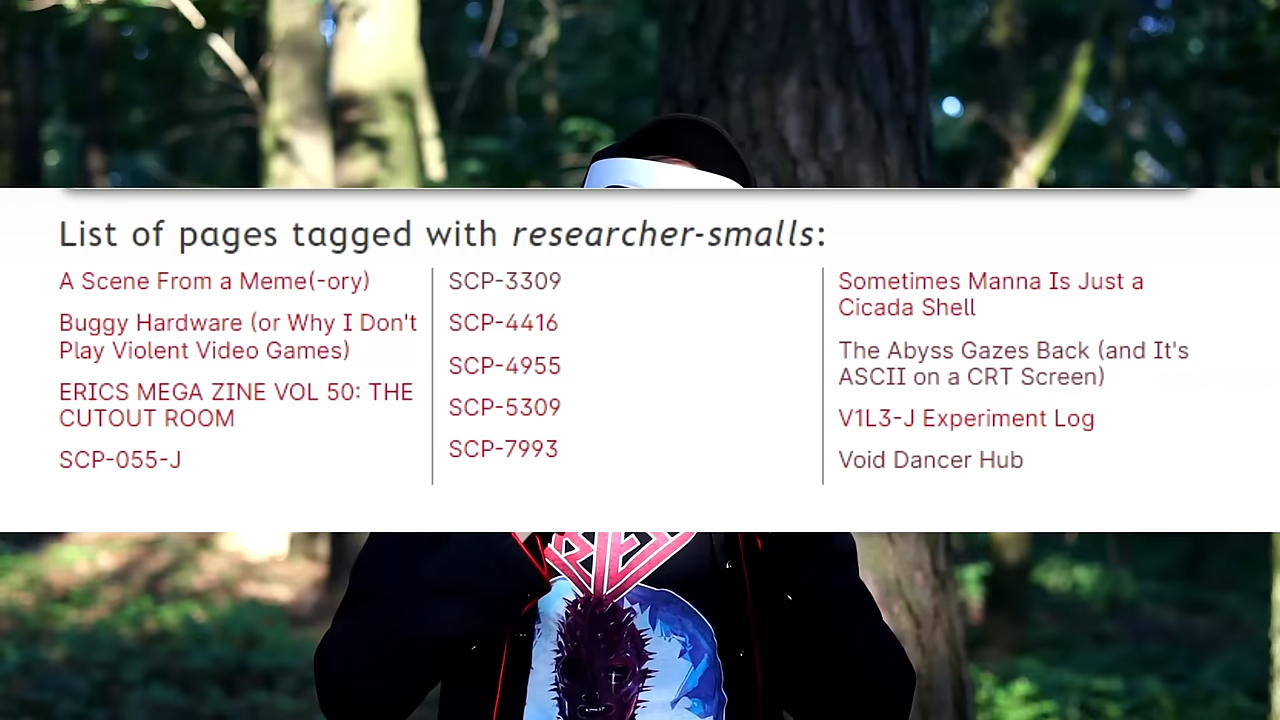 List of pages tagged with researcher-smalls:
A Scene From a Meme(-ory)
Buggy Hardware (or Why I Don't
Play Violent Video Games)
ERICS MEGA ZINE VOL 50: THE
CUTOUT ROOM
SCP-055-J
SCP-3309
SCP-4416
SCP-4955
SCP-5309
SCP-7993
Sometimes Manna Is Just a
Cicada Shell
The Abyss Gazes Back (and It's
ASCII on a CRT Screen)
V1L3-J Experiment Log
Void Dancer Hub